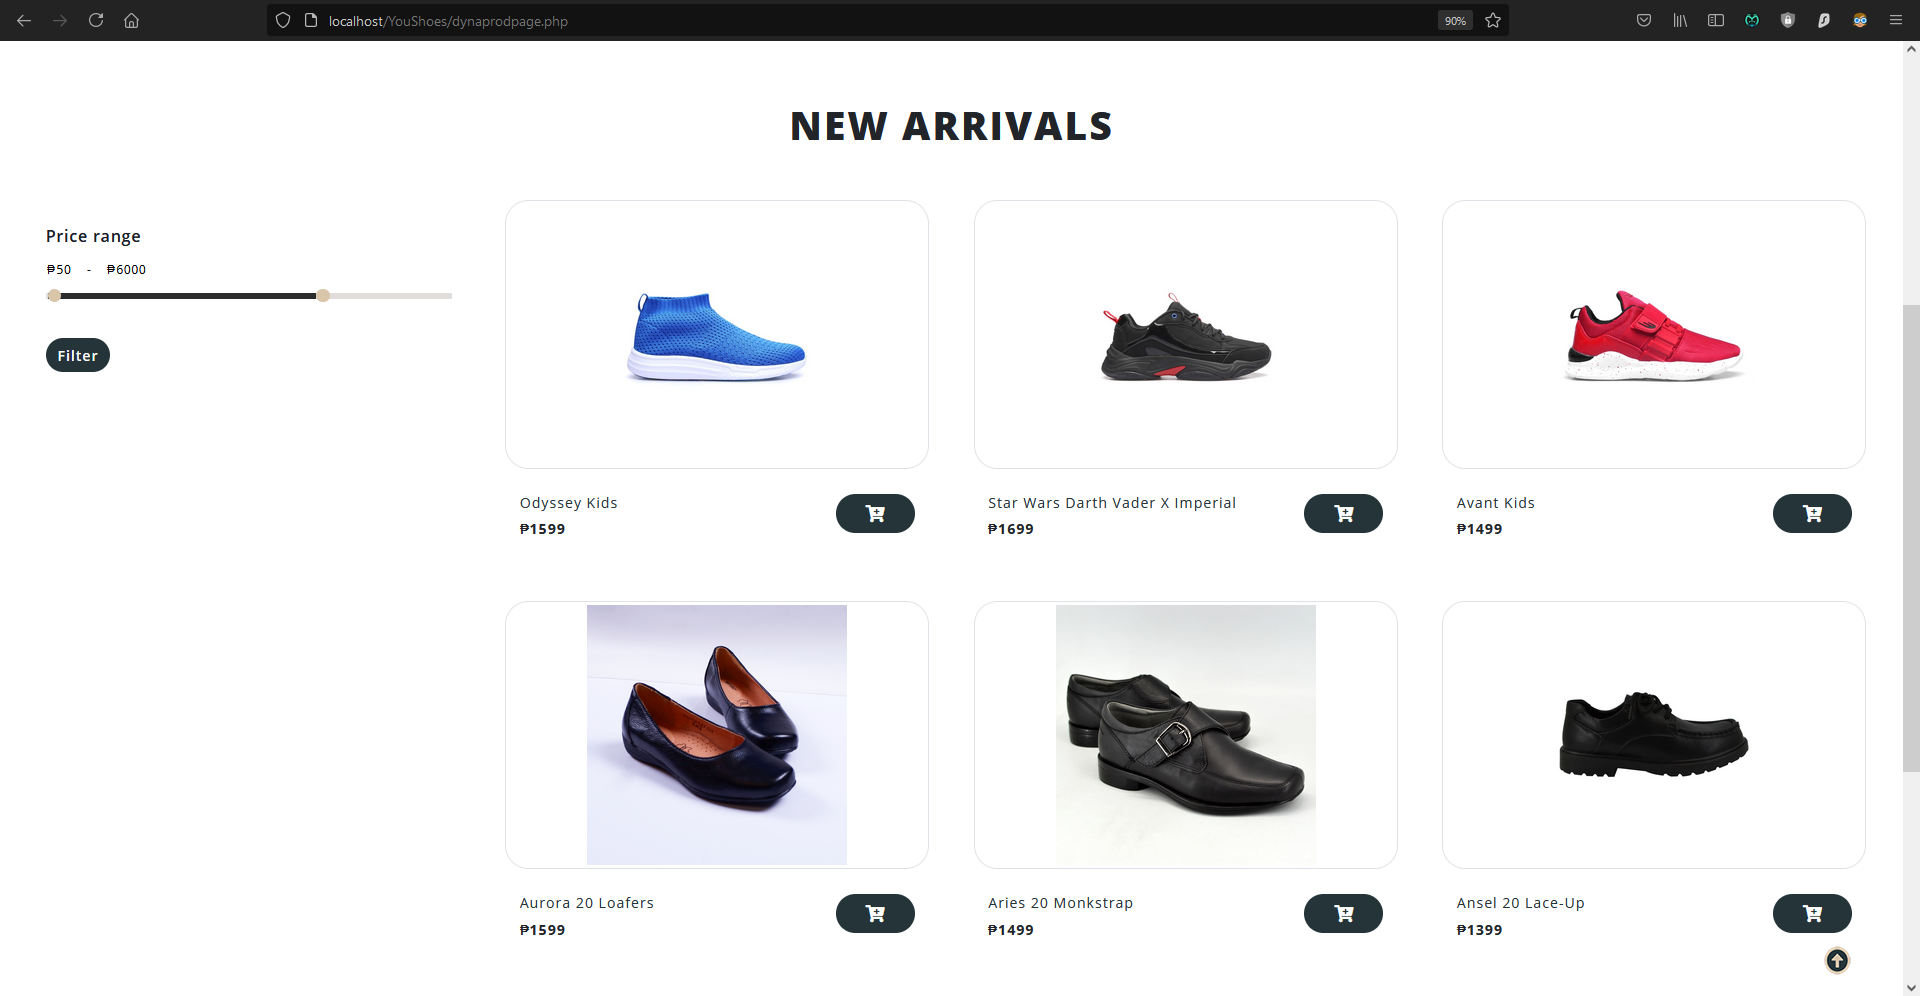 localhost/YouShoes/dynaprodpage.php
90%
NEW ARRIVALS
Price range
₱50 - ₱6000
Filter
Odyssey Kids
₱1599
Star Wars Darth Vader X Imperial
₱1699
Avant Kids
₱1499
Aurora 20 Loafers
₱1599
Aries 20 Monkstrap
₱1499
Ansel 20 Lace-Up
₱1399